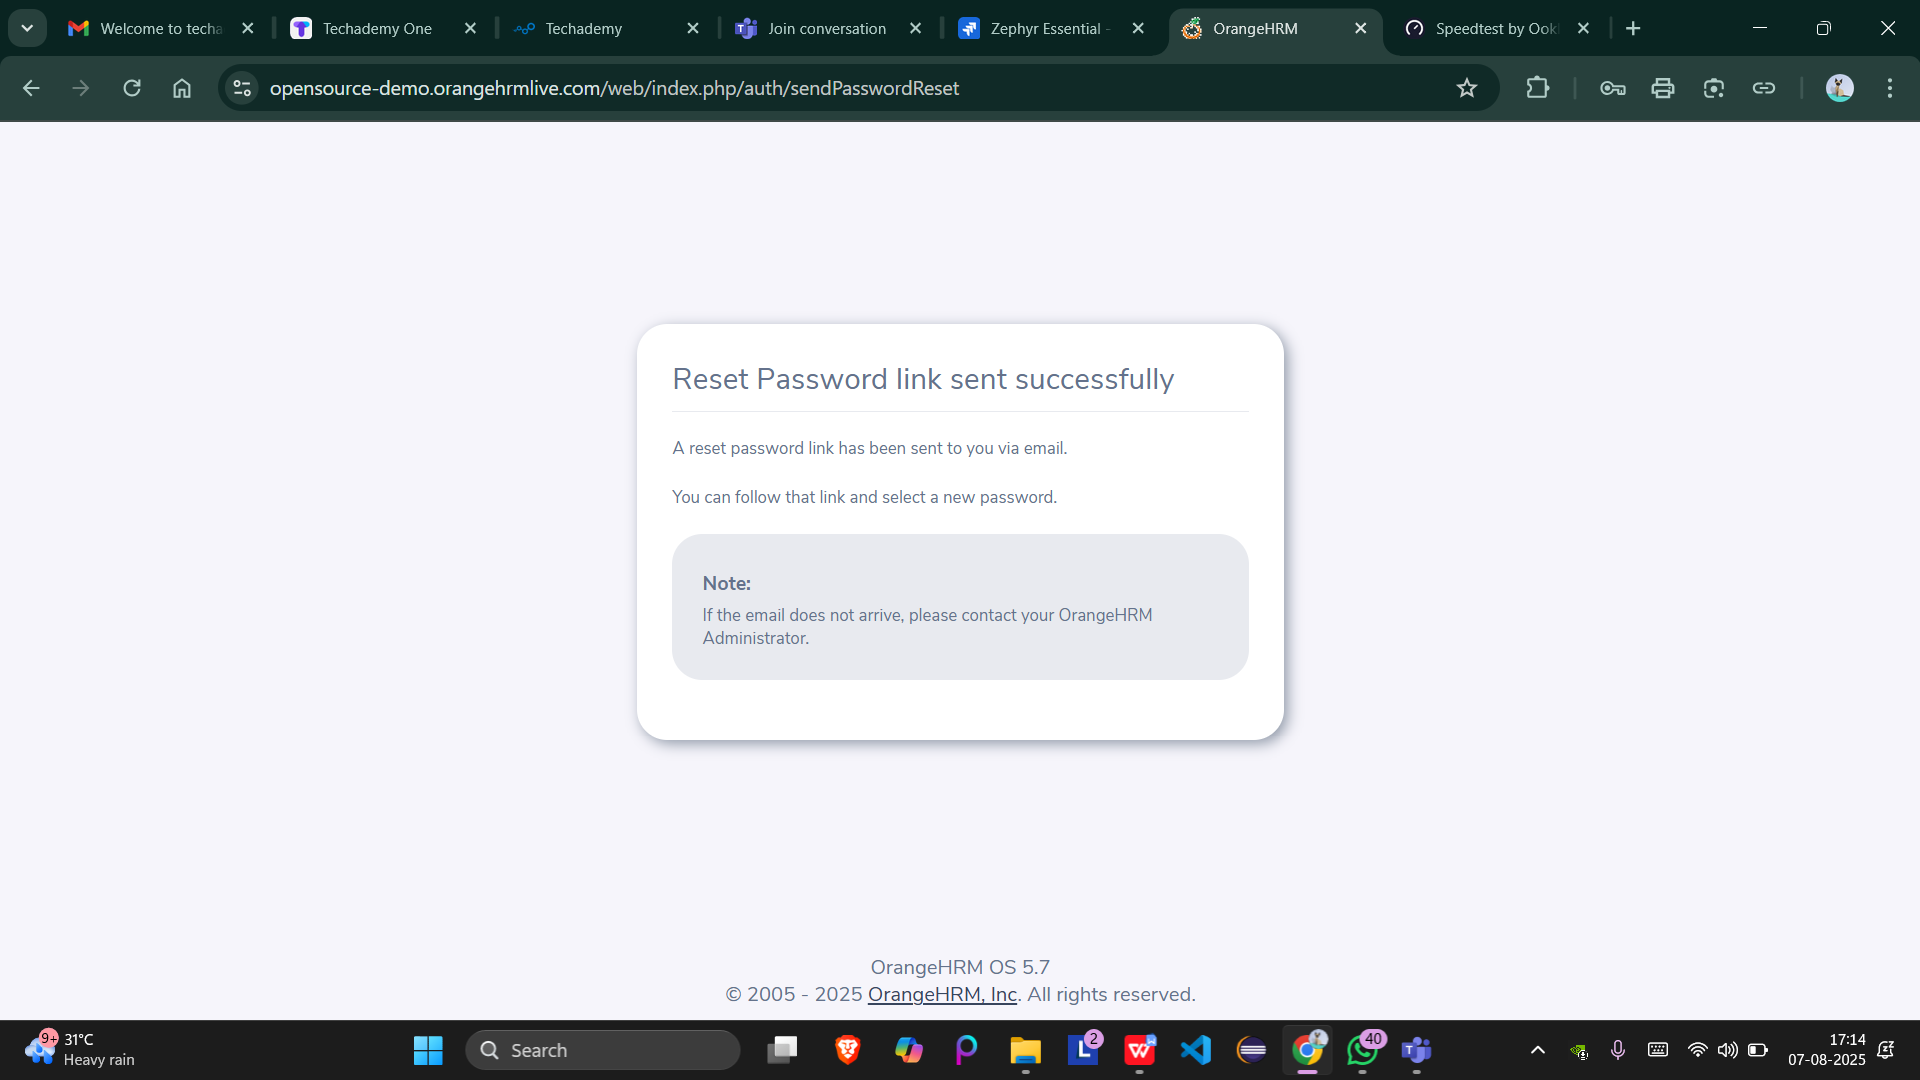 Welcome to techa
Techademy One
Techademy
Join conversation
Zephyr Essential -
OrangeHRM
Speedtest by Ook
opensource-demo.orangehrmlive.com/web/index.php/auth/sendPasswordReset
Reset Password link sent successfully
A reset password link has been sent to you via email.
You can follow that link and select a new password.
Note:
If the email does not arrive, please contact your OrangeHRM
Administrator.
OrangeHRM OS 5.7
© 2005 - 2025 OrangeHRM, Inc. All rights reserved.
9+
31°C
Heavy rain
Search
2
40
17:14
07-08-2025